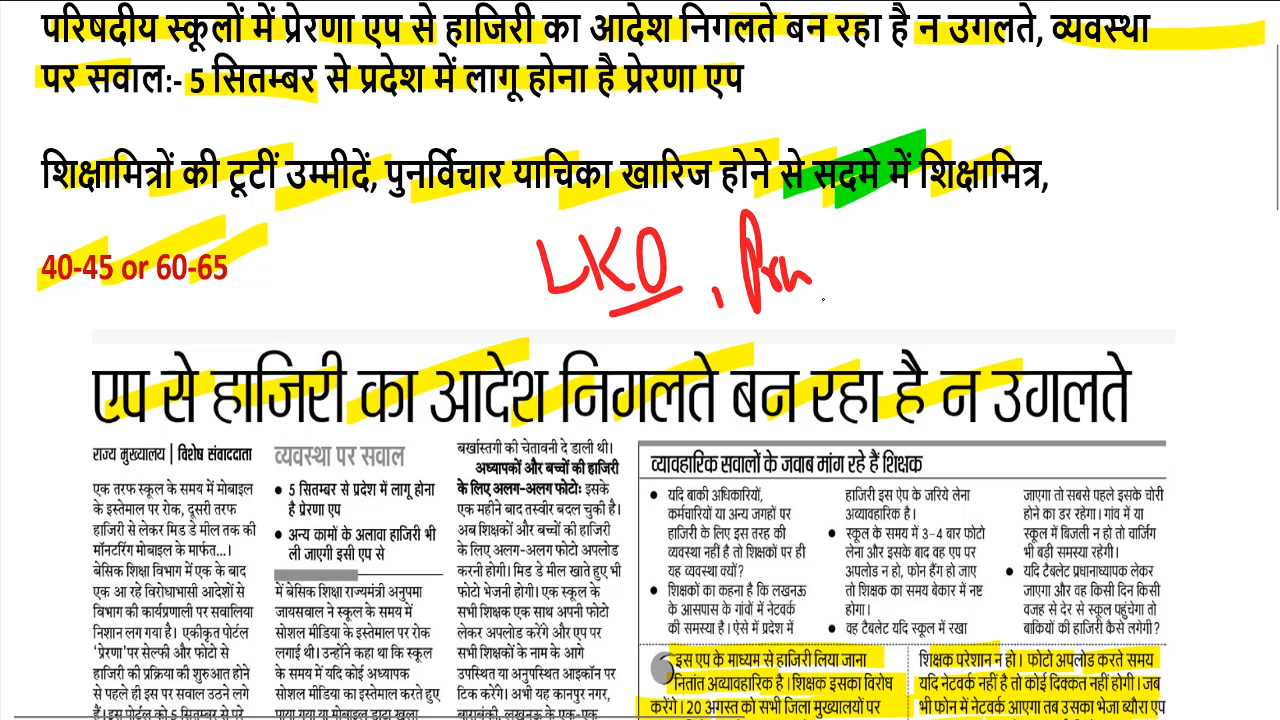 परिषदीय स्कूलों में प्रेरणा एप से हाजिरी का आदेश निगलते बन रहा है न उगलते, व्यवस्था
पर सवाल:- 5 सितम्बर से प्रदेश में लागू होना है प्रेरणा एप
शिक्षामित्रों की टूटीं उम्मीदें, पुनर्विचार याचिका खारिज होने से सदमे में शिक्षामित्र,
40-45 or 60-65
LKO,
एप से हाजिरी का आदेश निगलते बन रहा है न उगलते
राज्य मुख्यालय | विशेष संवाददाता
एक तरफ स्कूल के समय में मोबाइल
के इस्तेमाल पर रोक, दूसरी तरफ
हाजिरी से लेकर मिड डे मील तक की
मॉनटरिंग मोबाइल के मार्फत...।
बेसिक शिक्षा विभाग में एक के बाद
एक आ रहे विरोधाभासी आदेशों से
विभाग की कार्यप्रणाली पर सवालिया
निशान लग गया है। एकीकृत पोर्टल
'प्रेरणा' पर सेल्फी और फोटो से
हाजिरी की प्रक्रिया की शुरुआत होने
से पहले ही इस पर सवाल उठने लगे
हैं। इस पोर्टल को 5 सितम्बर से पूरे
व्यवस्था पर सवाल
● 5 सितम्बर से प्रदेश में लागू होना
है प्रेरणा एप
● अन्य कामों के अलावा हाजिरी भी
ली जाएगी इसी एप से
में बेसिक शिक्षा राज्यमंत्री अनुपमा
जायसवाल ने स्कूल के समय में
सोशल मीडिया के इस्तेमाल पर रोक
लगाई थी। उन्होंने कहा था कि स्कूल
के समय में यदि कोई अध्यापक
सोशल मीडिया का इस्तेमाल करते हुए
पाया गया या मोबाइल डाटा खुला
बर्खास्तगी की चेतावनी दे डाली थी।
अध्यापकों और बच्चों की हाजिरी
के लिए अलग-अलग फोटो: इसके
एक महीने बाद तस्वीर बदल चुकी है।
अब शिक्षकों और बच्चों की हाजिरी
के लिए अलग-अलग फोटो अपलोड
करनी होगी। मिड डे मील खाते हुए भी
फोटो भेजनी होगी। एक स्कूल के
सभी शिक्षक एक साथ अपनी फोटो
लेकर अपलोड करेंगे और एप पर
सभी शिक्षकों के नाम के आगे
उपस्थित या अनुपस्थित आइकॉन पर
टिक करेंगे। अभी यह कानपुर नगर,
बाराबंकी, लखनऊ के एक-एक
व्यावहारिक सवालों के जवाब मांग रहे हैं शिक्षक
● यदि बाकी अधिकारियों,
कर्मचारियों या अन्य जगहों पर
हाजिरी के लिए इस तरह की
व्यवस्था नहीं है तो शिक्षकों पर ही
यह व्यवस्था क्यों?
● शिक्षकों का कहना है कि लखनऊ
के आसपास के गांवों में नेटवर्क
की समस्या है। ऐसे में प्रदेश में
हाजिरी इस ऐप के जरिये लेना
अव्यावहारिक है।
● स्कूल के समय में 3-4 बार फोटो
लेना और इसके बाद वह एप पर
अपलोड न हो, फोन हैंग हो जाए
तो शिक्षक का समय बेकार में नष्ट
होगा।
● वह टैबलेट यदि स्कूल में रखा
जाएगा तो सबसे पहले इसके चोरी
होने का डर रहेगा। गांव में या
स्कूल में बिजली न हो तो चार्जिंग
भी बड़ी समस्या रहेगी।
● यदि टैबलेट प्रधानाध्यापक लेकर
जाएगा और वह किसी दिन किसी
वजह से देर से स्कूल पहुंचेगा तो
बाकियों की हाजिरी कैसे लगेगी?
इस एप के माध्यम से हाजिरी लिया जाना
नितांत अव्यावहारिक है। शिक्षक इसका विरोध
करेंगे। 20 अगस्त को सभी जिला मुख्यालयों पर
शिक्षक परेशान न हो। फोटो अपलोड करते समय
यदि नेटवर्क नहीं है तो कोई दिक्कत नहीं होगी। जब
भी फोन में नेटवर्क आएगा तब उसका भेजा ब्यौरा एप